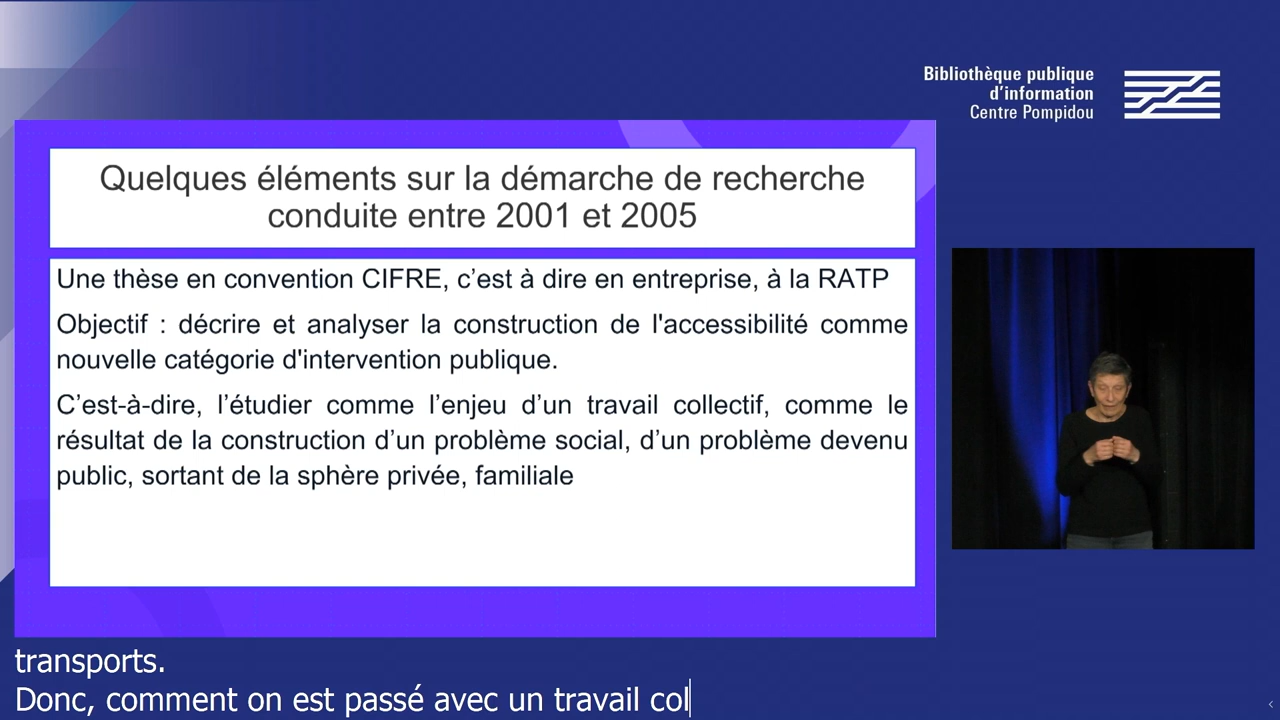 Bibliothèque publique
d'information
Centre Pompidou
Quelques éléments sur la démarche de recherche
conduite entre 2001 et 2005
Une thèse en convention CIFRE, c’est à dire en entreprise, à la RATP
Objectif : décrire et analyser la construction de l'accessibilité comme
nouvelle catégorie d'intervention publique.
C’est-à-dire, l’étudier comme l’enjeu d’un travail collectif, comme le
résultat de la construction d’un problème social, d’un problème devenu
public, sortant de la sphère privée, familiale
transports.
Donc, comment on est passé avec un travail col